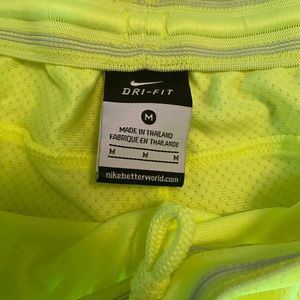 DRI-FIT
M
MADE IN THAILAND
FABRIQUE EN THAILANDE
M M M
nikebetterworld.com